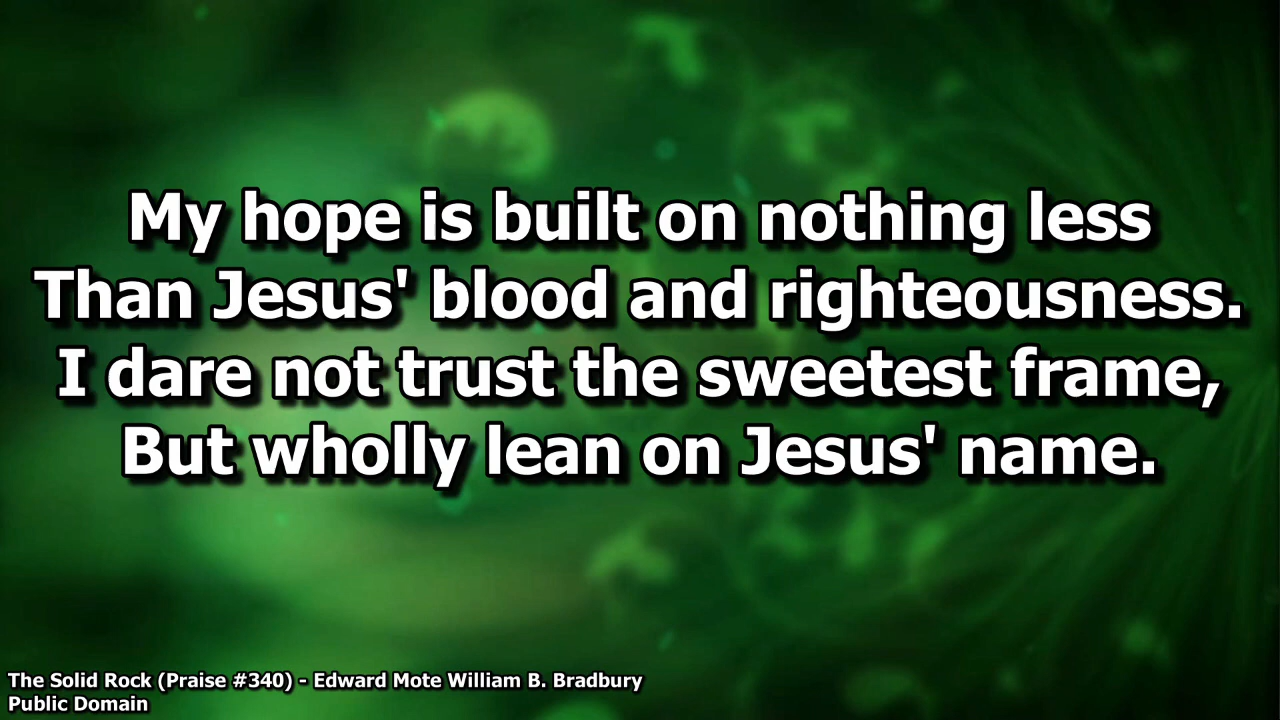 My hope is built on nothing less
Than Jesus' blood and righteousness.
I dare not trust the sweetest frame,
But wholly lean on Jesus' name.
The Solid Rock (Praise #340) - Edward Mote William B. Bradbury
Public Domain